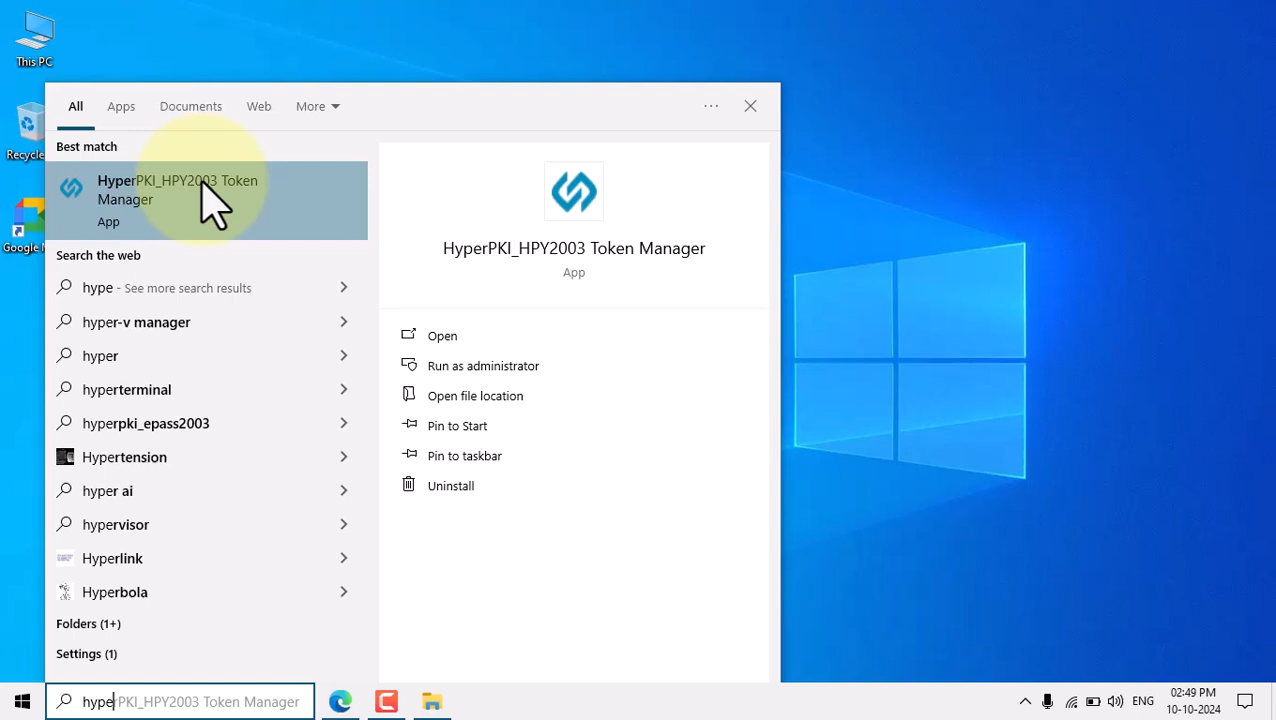 This PC
Recycle
Google M
All
Apps
Documents
Web
More
Best match
HyperPKI_HPY2003 Token
Manager
App
Search the web
hype - See more search results
hyper-v manager
hyper
hyperterminal
hyperpki_epass2003
Hypertension
hyper ai
hypervisor
Hyperlink
Hyperbola
Folders (1+)
Settings (1)
HyperPKI_HPY2003 Token Manager
App
Open
Run as administrator
Open file location
Pin to Start
Pin to taskbar
Uninstall
hyperPKI_HPY2003 Token Manager
ENG
02:49 PM
10-10-2024